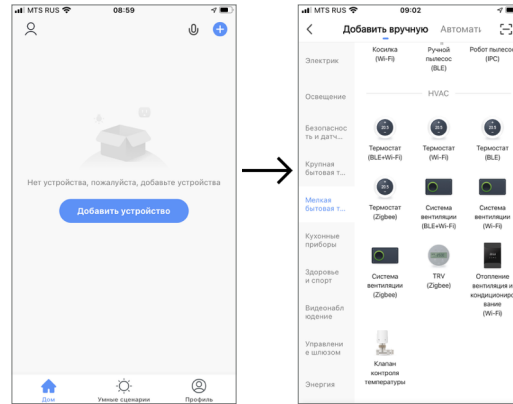 MTS RUS 08:59
Нет устройства, пожалуйста, добавьте устройства
Добавить устройство
Дом Умные сценарии Профиль
MTS RUS 09:02
Добавить вручную Автомать
Электрик
Освещение
Безопаснос
ть и датч...
Крупная
бытовая т...
Мелкая
бытовая т...
Кухонные
приборы
Здоровье
и спорт
Видеонабл
юдение
Управлени
е шлюзом
Энергия
Косилка
(Wi-Fi)
Ручной
пылесос
(BLE)
Робот пылесос
(IPC)
HVAC
Термостат
(BLE+Wi-Fi)
Термостат
(Wi-Fi)
Термостат
(BLE)
Термостат
(Zigbee)
Система
вентиляции
(BLE+Wi-Fi)
Система
вентиляции
(Wi-Fi)
Система
вентиляции
(Zigbee)
TRV
(Zigbee)
Отопление
вентиляция и
кондициониро
вание
(Wi-Fi)
Клапан
контроля
температуры